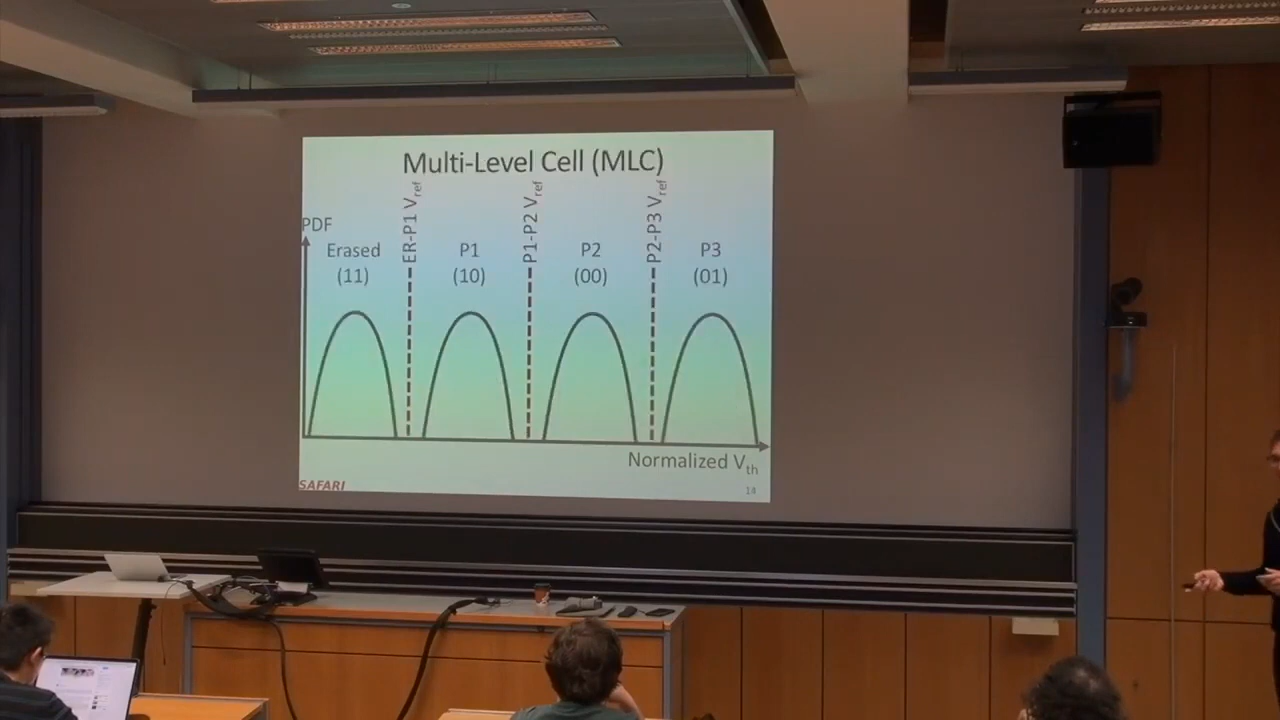 Multi-Level Cell (MLC)
PDF
ER-P1 Vref
P1-P2 Vref
P2-P3 Vref
Erased
(11)
P1
(10)
P2
(00)
P3
(01)
Normalized Vth
SAFARI
14